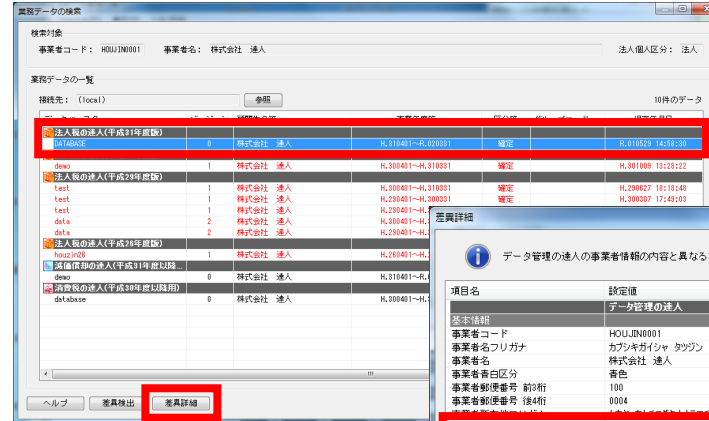 業務データの検索
検索対象
事業者コード： HOUJIN0001 事業者名： 株式会社 達人 法人個人区分： 法人
業務データの一覧
接続先： (local) 参照 10件のデータ
法人税の達人(平成31年度版)
DATABASE 0 株式会社 達人 H.310401～R.020331 確定 R.010529 14:58:30
demo 1 株式会社 達人 H.300401～H.310331 確定 H.301009 13:28:22
法人税の達人(平成29年度版)
test 1 株式会社 達人 H.300401～H.310331 確定 H.290627 18:18:48
test 1 株式会社 達人 H.290401～H.300331 確定 H.300307 17:49:03
test 1 株式会社 達人 H.290401～H.
data 2 株式会社 達人 H.300401～H.
data 2 株式会社 達人 H.290401～H.
法人税の達人(平成26年度版)
houzin26 1 株式会社 達人 H.260401～H.
減価償却の達人(平成31年度以降...
demo 0 株式会社 達人 H.310401～R.
消費税の達人(平成30年度以降用)
database 0 株式会社 達人 H.300401～H.
ヘルプ 差異検出 差異詳細
差異詳細
データ管理の達人の事業者情報の内容と異なる
項目名 設定値
データ管理の達人
基本情報
事業者コード HOUJIN0001
事業者名フリガナ カブシキガイシャ タツジン
事業者名 株式会社 達人
事業者青白区分 青色
事業者郵便番号 前3桁 100
事業者郵便番号 後4桁 0004